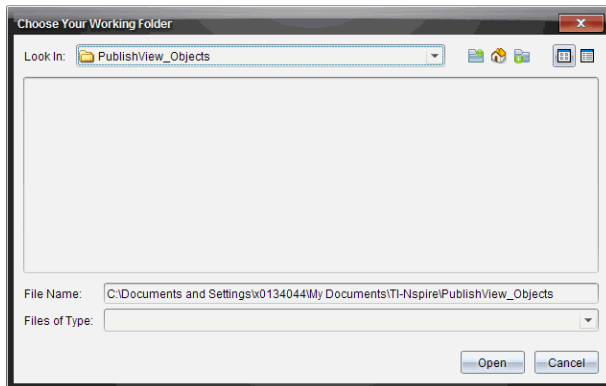 Choose Your Working Folder
Look In: PublishView_Objects
File Name: C:\Documents and Settings\x0134044\My Documents\TI-Nspire\PublishView_Objects
Files of Type:
Open Cancel